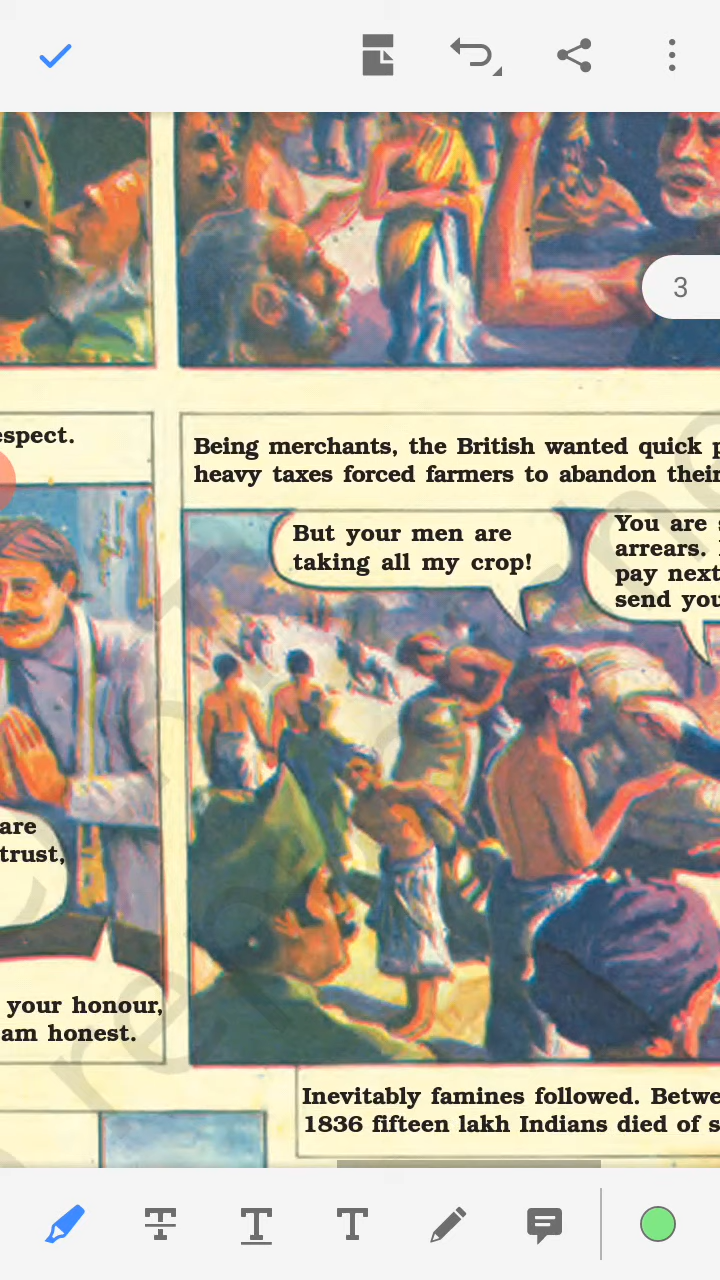 3
espect.
Being merchants, the British wanted quick
heavy taxes forced farmers to abandon their
But your men are
taking all my crop!
You are
arrears.
pay next
send you
are
trust,
your honour,
am honest.
Inevitably famines followed.
1836 fifteen lakh Indians died of